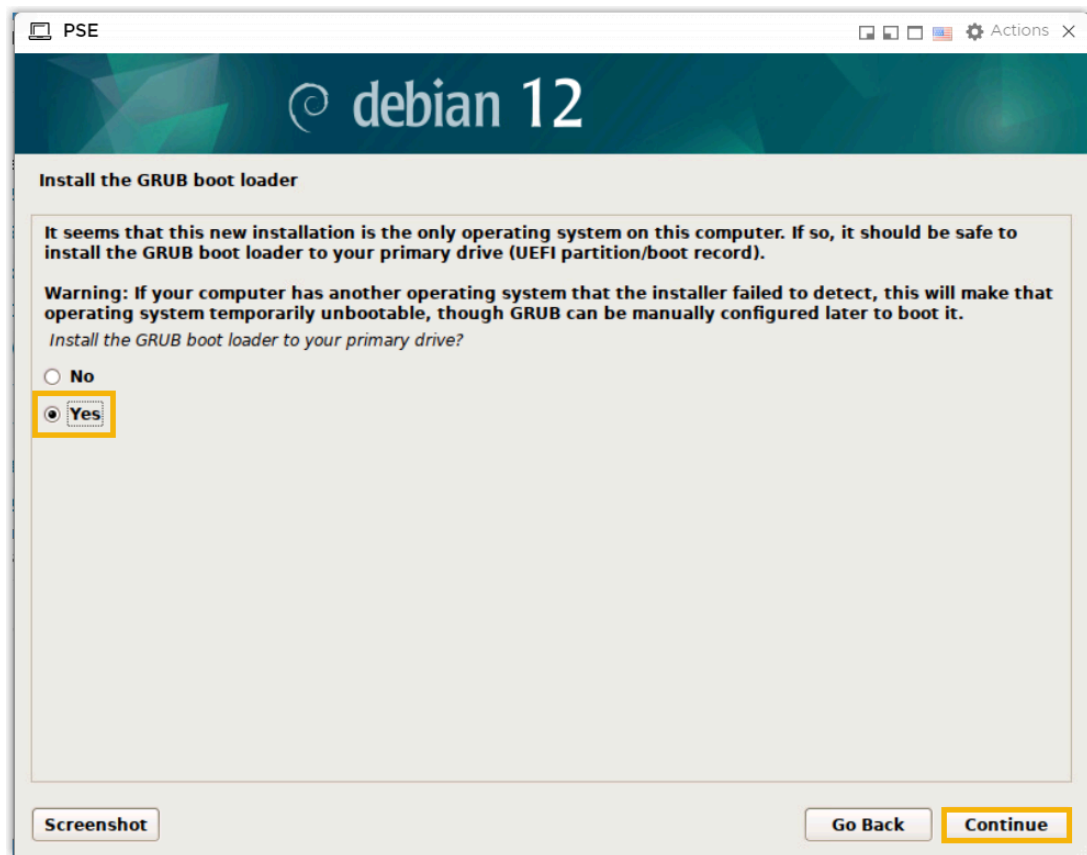 PSE
Actions
debian 12
Install the GRUB boot loader
It seems that this new installation is the only operating system on this computer. If so, it should be safe to
install the GRUB boot loader to your primary drive (UEFI partition/boot record).
Warning: If your computer has another operating system that the installer failed to detect, this will make that
operating system temporarily unbootable, though GRUB can be manually configured later to boot it.
Install the GRUB boot loader to your primary drive?
No
Yes
Screenshot
Go Back
Continue